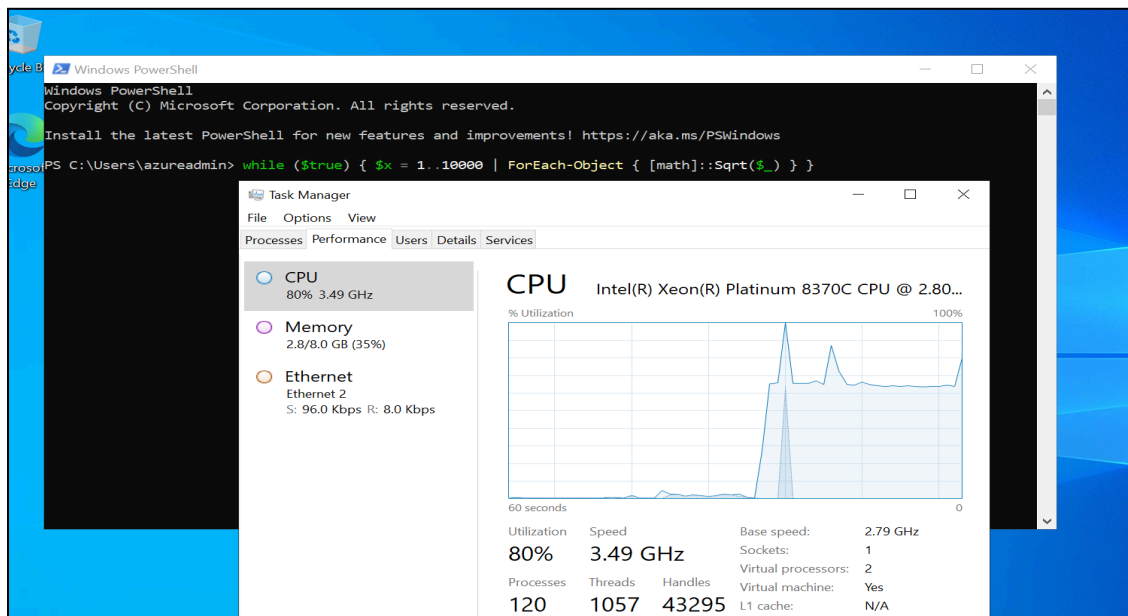 ycle B
Windows PowerShell
Windows PowerShell
Copyright (C) Microsoft Corporation. All rights reserved.
Install the latest PowerShell for new features and improvements! https://aka.ms/PSWindows
PS C:\Users\azureadmin> while ($true) { $x = 1..10000 | ForEach-Object { [math]::Sqrt($_) } }
crosof
Edge
Task Manager
File Options View
Processes Performance Users Details Services
CPU
80% 3.49 GHz
Memory
2.8/8.0 GB (35%)
Ethernet
Ethernet 2
S: 96.0 Kbps R: 8.0 Kbps
CPU Intel(R) Xeon(R) Platinum 8370C CPU @ 2.80...
% Utilization 100%
60 seconds 0
Utilization Speed
80% 3.49 GHz
Processes Threads Handles
120 1057 43295
Base speed: 2.79 GHz
Sockets: 1
Virtual processors: 2
Virtual machine: Yes
L1 cache: N/A